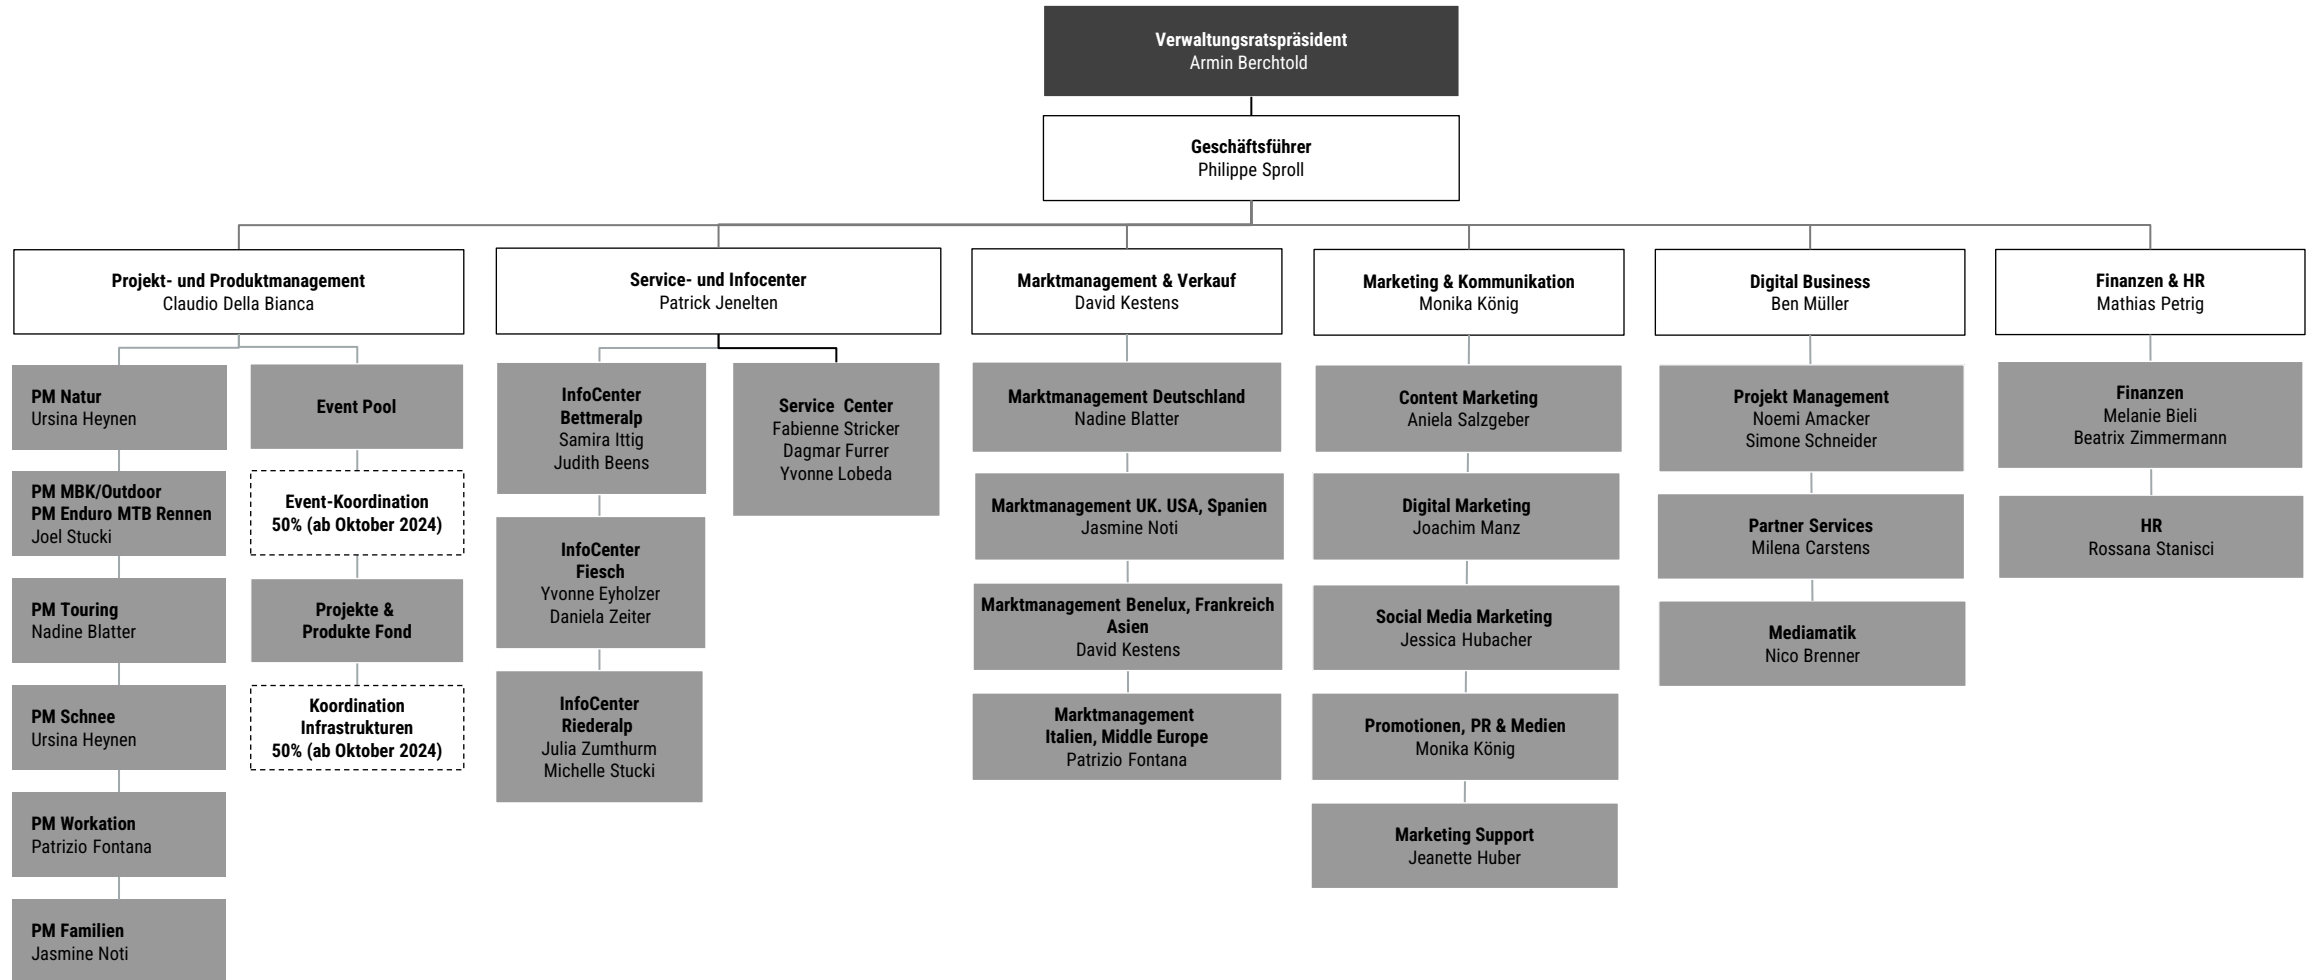 Verwaltungsratspräsident
Armin Berchtold
Geschäftsführer
Philippe Sproll
Projekt- und Produktmanagement
Claudio Della Bianca
Service- und Infocenter
Patrick Jenelten
Marktmanagement & Verkauf
David Kestens
Marketing & Kommunikation
Monika König
Digital Business
Ben Müller
Finanzen & HR
Mathias Petrig
PM Natur
Ursina Heynen
PM MBK/Outdoor
PM Enduro MTB Rennen
Joel Stucki
PM Touring
Nadine Blatter
PM Schnee
Ursina Heynen
PM Workation
Patrizio Fontana
PM Familien
Jasmine Noti
Event Pool
Event-Koordination
50% (ab Oktober 2024)
Projekte &
Produkte Fond
Koordination
Infrastrukturen
50% (ab Oktober 2024)
InfoCenter
Bettmeralp
Samira Ittig
Judith Beens
InfoCenter
Fiesch
Yvonne Eyholzer
Daniela Zeiter
InfoCenter
Riederalp
Julia Zumthurm
Michelle Stucki
Service Center
Fabienne Stricker
Dagmar Furrer
Yvonne Lobeda
Marktmanagement Deutschland
Nadine Blatter
Marktmanagement UK. USA, Spanien
Jasmine Noti
Marktmanagement Benelux, Frankreich
Asien
David Kestens
Marktmanagement
Italien, Middle Europe
Patrizio Fontana
Content Marketing
Aniela Salzgeber
Digital Marketing
Joachim Manz
Social Media Marketing
Jessica Hubacher
Promotionen, PR & Medien
Monika König
Marketing Support
Jeanette Huber
Projekt Management
Noemi Amacker
Simone Schneider
Partner Services
Milena Carstens
Mediamatik
Nico Brenner
Finanzen
Melanie Bieli
Beatrix Zimmermann
HR
Rossana Stanisci